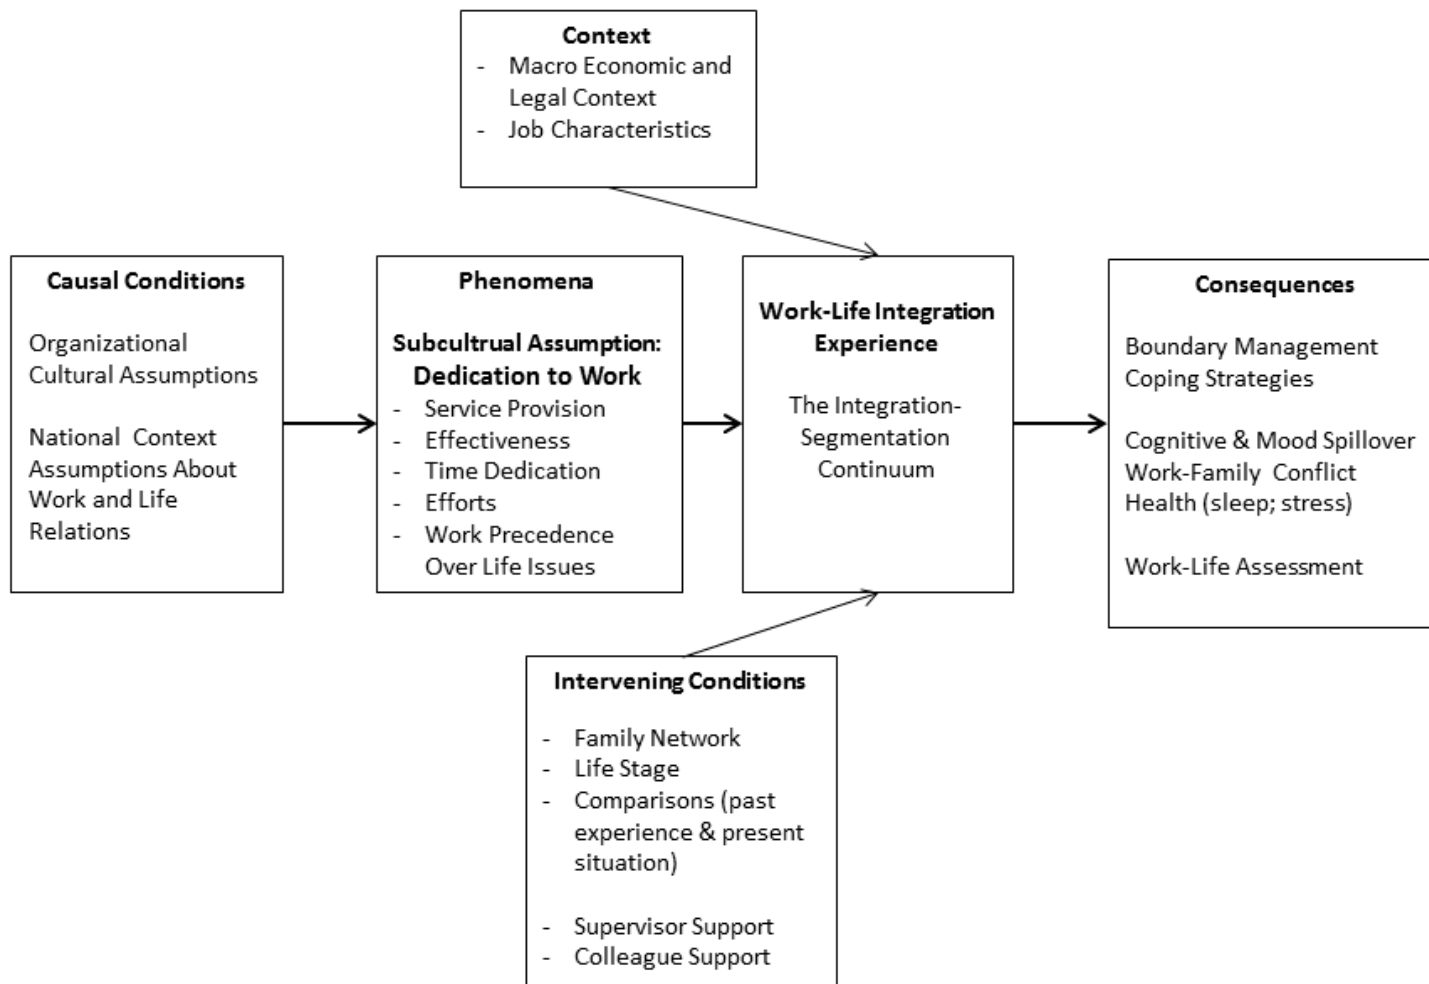 Context
- Macro Economic and
Legal Context
- Job Characteristics
Causal Conditions
Organizational
Cultural Assumptions
National Context
Assumptions About
Work and Life
Relations
Phenomena
Subcultrual Assumption:
Dedication to Work
- Service Provision
- Effectiveness
- Time Dedication
- Efforts
- Work Precedence
Over Life Issues
Work-Life Integration
Experience
The Integration-
Segmentation
Continuum
Consequences
Boundary Management
Coping Strategies
Cognitive & Mood Spillover
Work-Family Conflict
Health (sleep; stress)
Work-Life Assessment
Intervening Conditions
- Family Network
- Life Stage
- Comparisons (past
experience & present
situation)
- Supervisor Support
- Colleague Support